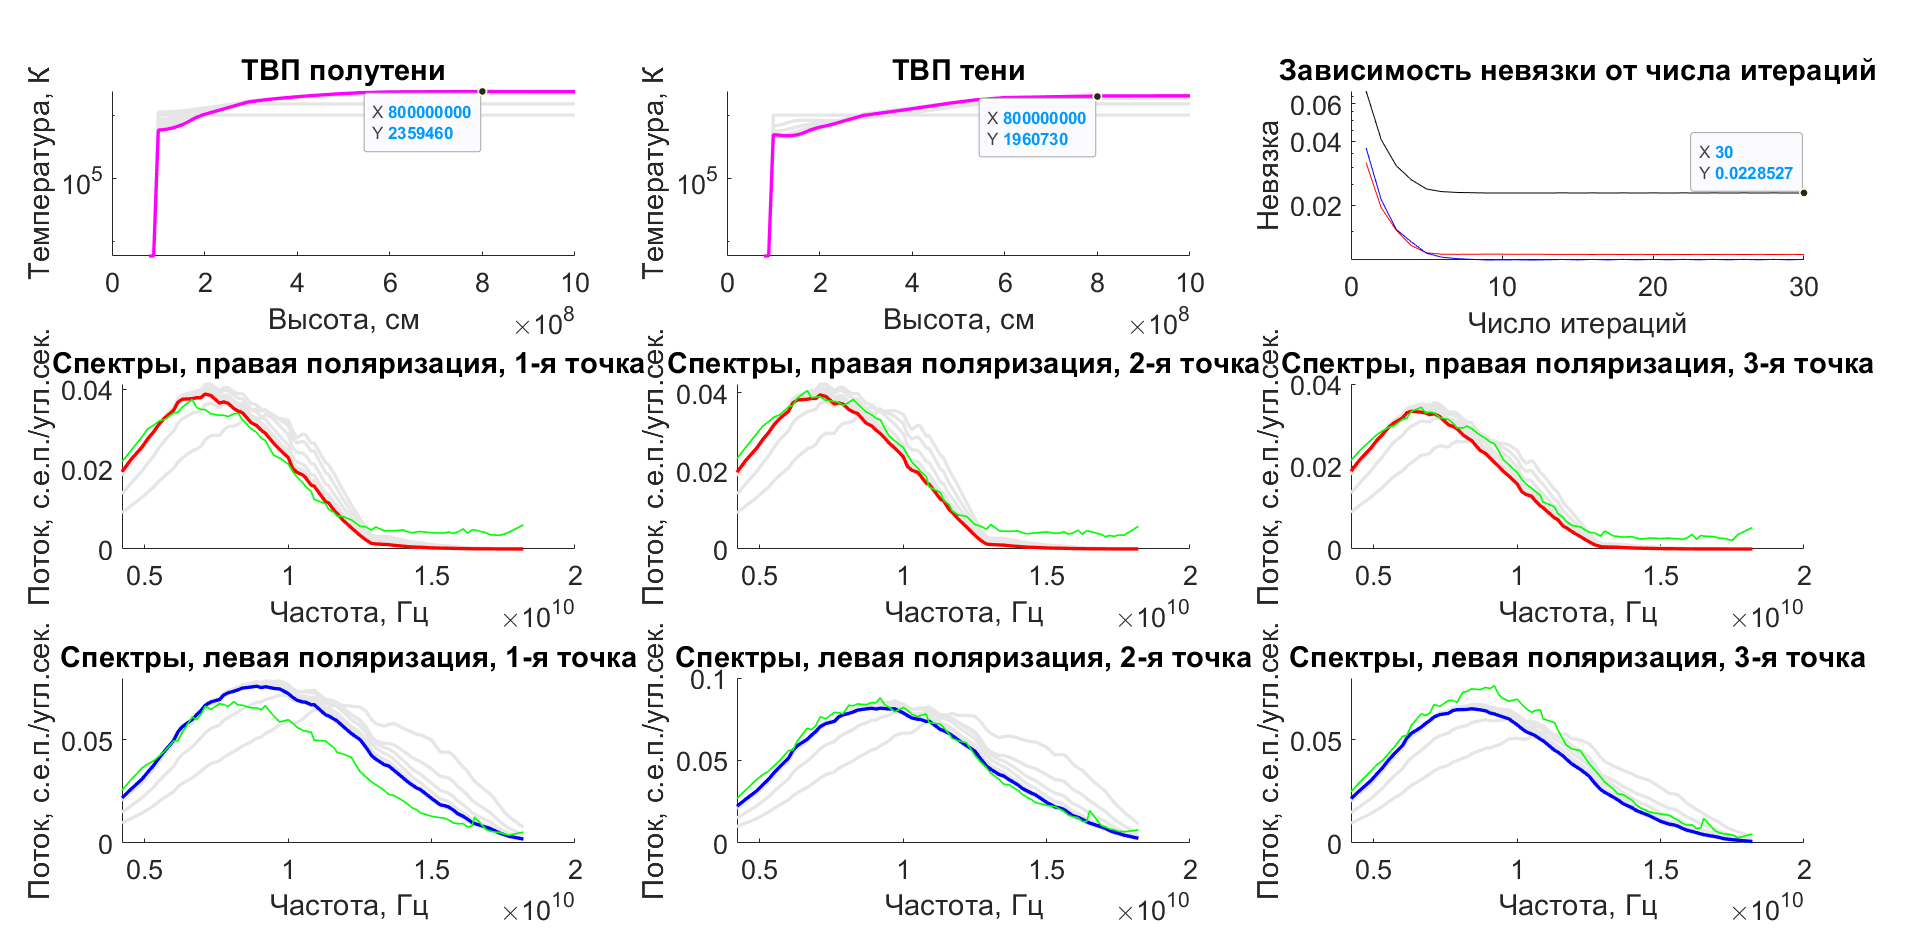 ТВП полутени
Температура, К
10^5
X 800000000
Y 2359460
0 2 4 6 8 10
×10^8
Высота, см
ТВП тени
Температура, К
10^5
X 800000000
Y 1960730
0 2 4 6 8 10
×10^8
Высота, см
Зависимость невязки от числа итераций
Невязка
0.06
0.04
0.02
X 30
Y 0.0228527
0 10 20 30
Число итераций
Спектры, правая поляризация, 1-я точка
Поток, с.е.п./угл.сек.
0.04
0.02
0
0.5 1 1.5 2
×10^10
Частота, Гц
Спектры, правая поляризация, 2-я точка
Поток, с.е.п./угл.сек.
0.04
0.02
0
0.5 1 1.5 2
×10^10
Частота, Гц
Спектры, правая поляризация, 3-я точка
Поток, с.е.п./угл.сек.
0.04
0.02
0
0.5 1 1.5 2
×10^10
Частота, Гц
Спектры, левая поляризация, 1-я точка
Поток, с.е.п./угл.сек.
0.05
0
0.5 1 1.5 2
×10^10
Частота, Гц
Спектры, левая поляризация, 2-я точка
Поток, с.е.п./угл.сек.
0.1
0.05
0
0.5 1 1.5 2
×10^10
Частота, Гц
Спектры, левая поляризация, 3-я точка
Поток, с.е.п./угл.сек.
0.05
0
0.5 1 1.5 2
×10^10
Частота, Гц